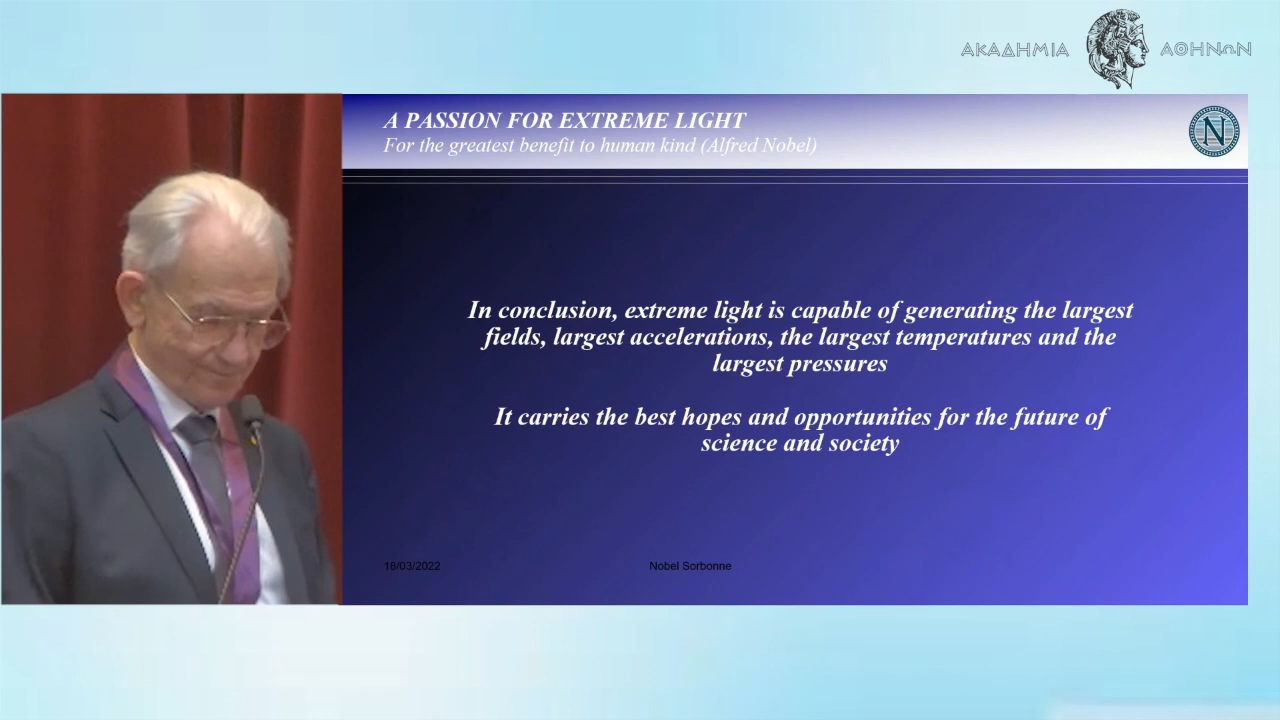 ΑΚΑΔΗΜΙΑ ΑΘΗΝΩΝ
A PASSION FOR EXTREME LIGHT
For the greatest benefit to human kind (Alfred Nobel)
N
In conclusion, extreme light is capable of generating the largest
fields, largest accelerations, the largest temperatures and the
largest pressures
It carries the best hopes and opportunities for the future of
science and society
18/03/2022
Nobel Sorbonne